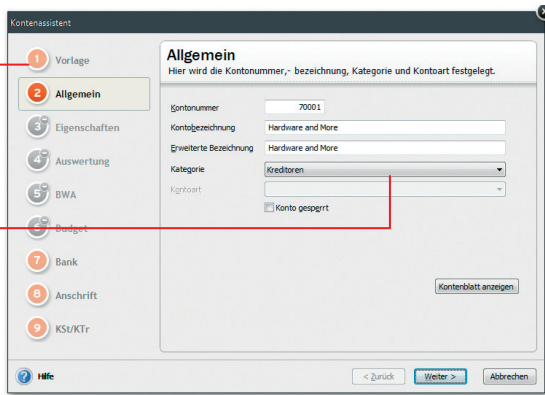 Kontenassistent
1 Vorlage
2 Allgemein
3 Eigenschaften
4 Auswertung
5 BWA
6 Budget
7 Bank
8 Anschrift
9 KSt/KTr
Allgemein
Hier wird die Kontonummer,- bezeichnung, Kategorie und Kontoart festgelegt.
Kontonummer 70001
Kontobezeichnung Hardware and More
Erweiterte Bezeichnung Hardware and More
Kategorie Kreditoren
Kontoart
Konto gesperrt
Kontenblatt anzeigen
? Hilfe
< Zurück Weiter > Abbrechen